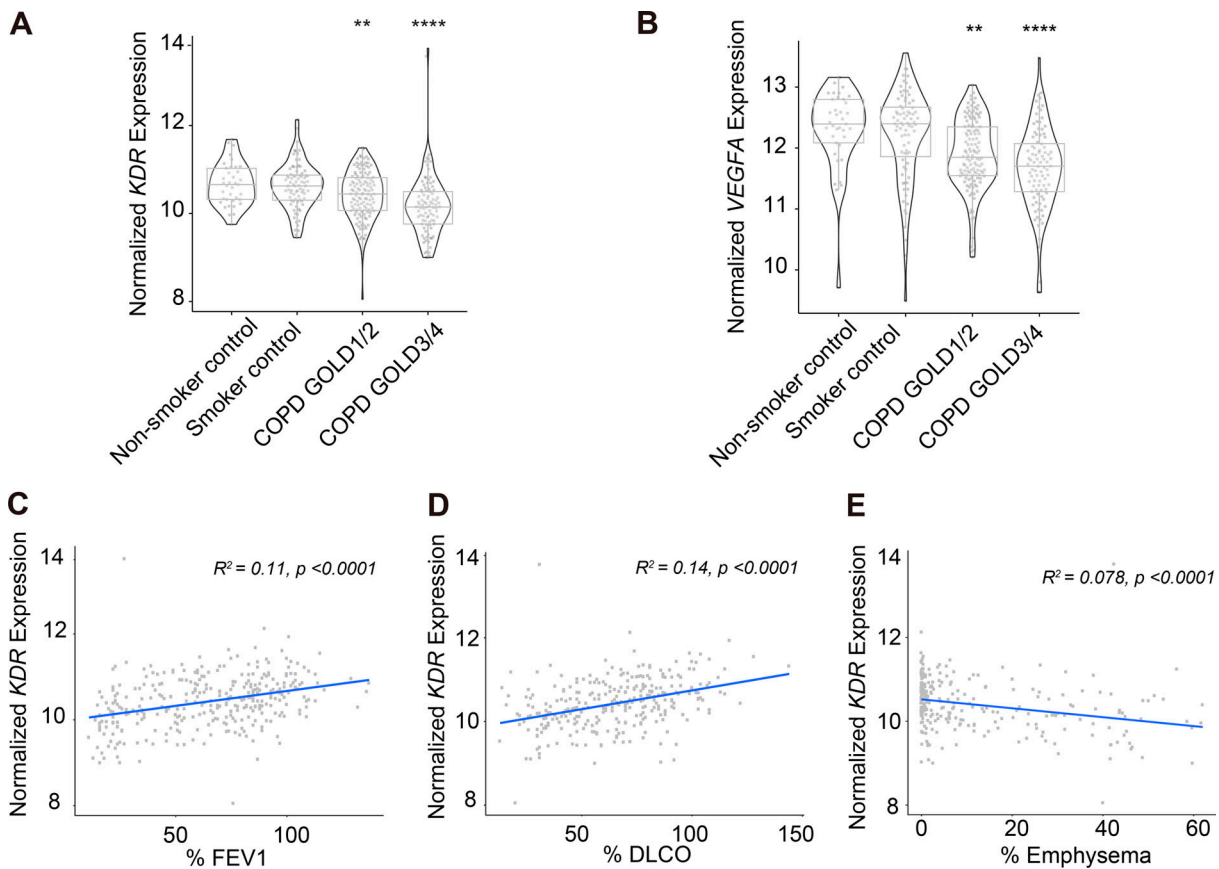 A
** ****
Normalized KDR Expression
14
12
10
8
Non-smoker control
Smoker control
COPD GOLD1/2
COPD GOLD3/4
B
** ****
Normalized VEGFA Expression
13
12
11
10
Non-smoker control
Smoker control
COPD GOLD1/2
COPD GOLD3/4
C
Normalized KDR Expression
14
12
10
8
R² = 0.11, p <0.0001
50 100
% FEV1
D
Normalized KDR Expression
14
12
10
8
R² = 0.14, p <0.0001
50 100 150
% DLCO
E
Normalized KDR Expression
14
12
10
8
R² = 0.078, p <0.0001
0 20 40 60
% Emphysema